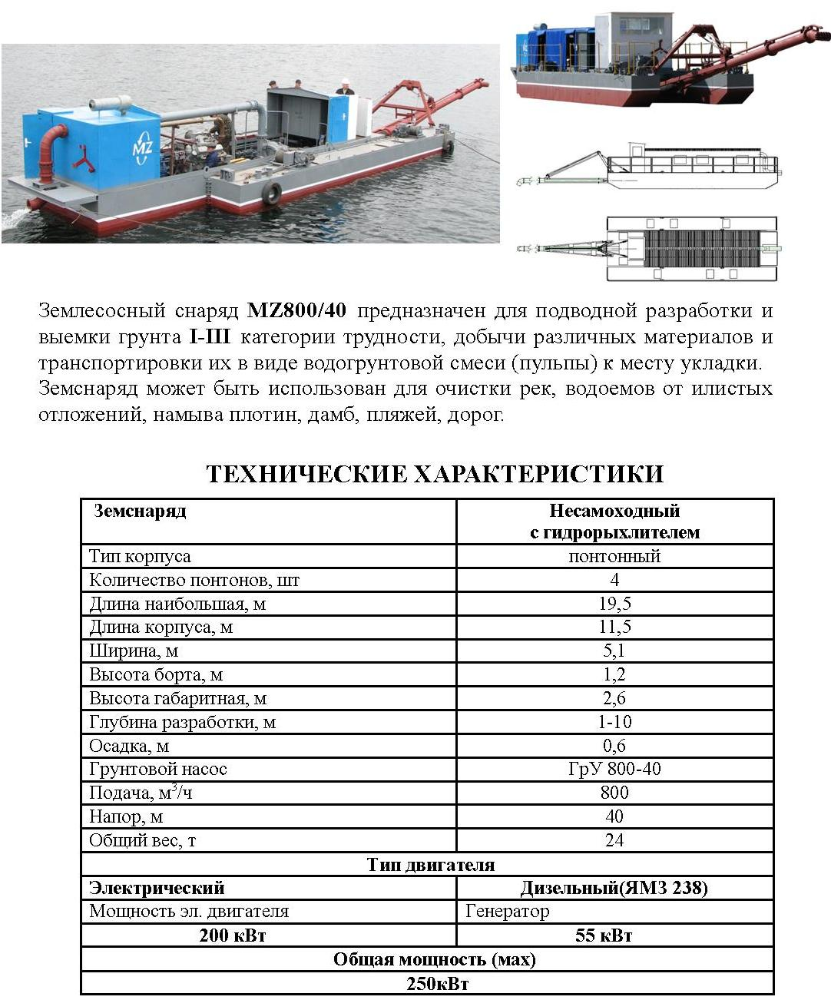 MZ
Землесосный снаряд MZ800/40 предназначен для подводной разработки и
выемки грунта I-III категории трудности, добычи различных материалов и
транспортировки их в виде водогрунтовой смеси (пульпы) к месту укладки.
Земснаряд может быть использован для очистки рек, водоемов от илистых
отложений, намыва плотин, дамб, пляжей, дорог.
ТЕХНИЧЕСКИЕ ХАРАКТЕРИСТИКИ
Земснаряд Несамоходный
с гидрорыхлителем
Тип корпуса понтонный
Количество понтонов, шт 4
Длина наибольшая, м 19,5
Длина корпуса, м 11,5
Ширина, м 5,1
Высота борта, м 1,2
Высота габаритная, м 2,6
Глубина разработки, м 1-10
Осадка, м 0,6
Грунтовой насос ГрУ 800-40
Подача, м³/ч 800
Напор, м 40
Общий вес, т 24
Тип двигателя
Электрический Дизельный(ЯМЗ 238)
Мощность эл. двигателя Генератор
200 кВт 55 кВт
Общая мощность (мах)
250кВт